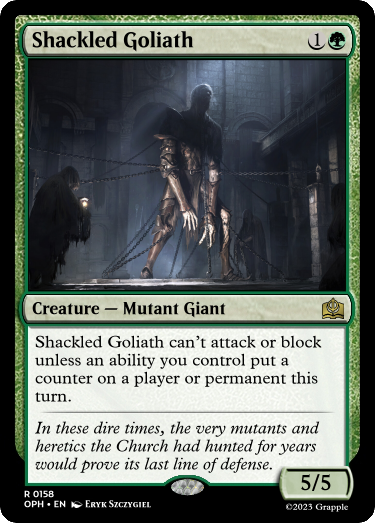 Shackled Goliath 1
Creature — Mutant Giant
Shackled Goliath can't attack or block
unless an ability you control put a
counter on a player or permanent this
turn.
In these dire times, the very mutants and
heretics the Church had hunted for years
would prove its last line of defense.
5/5
R 0158
OPH • EN Eryk Szczygieł
©2023 Grapple